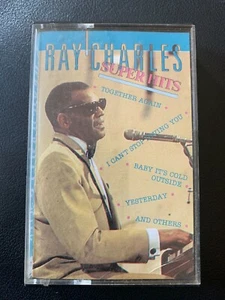 RAY CHARLES
SUPER HITS
TOGETHER AGAIN
I CAN'T STOP LOVING YOU
BABY IT'S COLD
OUTSIDE
YESTERDAY
AND OTHERS